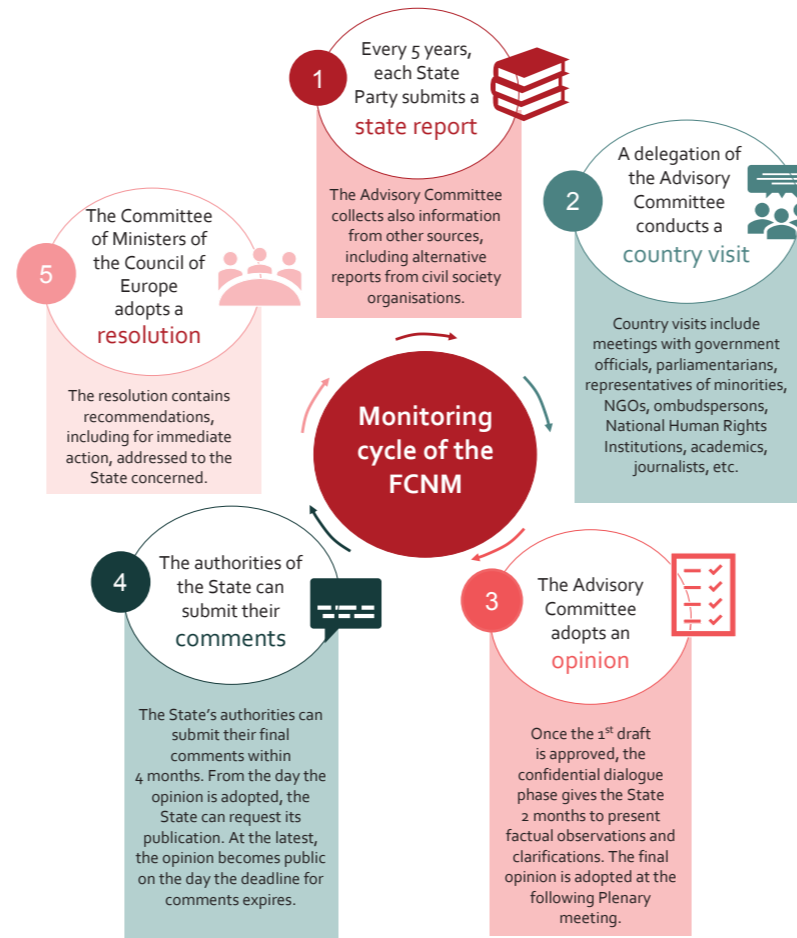 1
Every 5 years,
each State
Party submits a
state report
The Advisory Committee
collects also information
from other sources,
including alternative
reports from civil society
organisations.
2
A delegation of
the Advisory
Committee
conducts a
country visit
Country visits include
meetings with government
officials, parliamentarians,
representatives of minorities,
NGOs, ombudspersons,
National Human Rights
Institutions, academics,
journalists, etc.
Monitoring
cycle of the
FCNM
3
The Advisory
Committee
adopts an
opinion
Once the 1st draft
is approved, the
confidential dialogue
phase gives the State
2 months to present
factual observations and
clarifications. The final
opinion is adopted at the
following Plenary
meeting.
4
The authorities of
the State can
submit their
comments
The State’s authorities can
submit their final
comments within
4 months. From the day the
opinion is adopted, the
State can request its
publication. At the latest,
the opinion becomes public
on the day the deadline for
comments expires.
5
The Committee
of Ministers of
the Council of
Europe
adopts a
resolution
The resolution contains
recommendations,
including for immediate
action, addressed to the
State concerned.